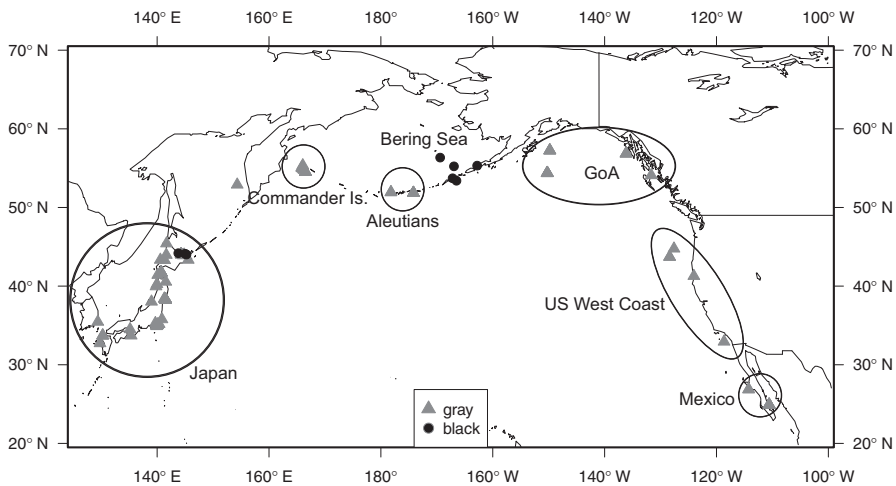 140° E 160° E 180° 160° W 140° W 120° W 100° W
70° N 70° N
60° N 60° N
Bering Sea
GoA
Commander Is.
50° N 50° N
Aleutians
40° N 40° N
US West Coast
30° N 30° N
Japan
Mexico
gray
black
20° N 20° N
140° E 160° E 180° 160° W 140° W 120° W 100° W